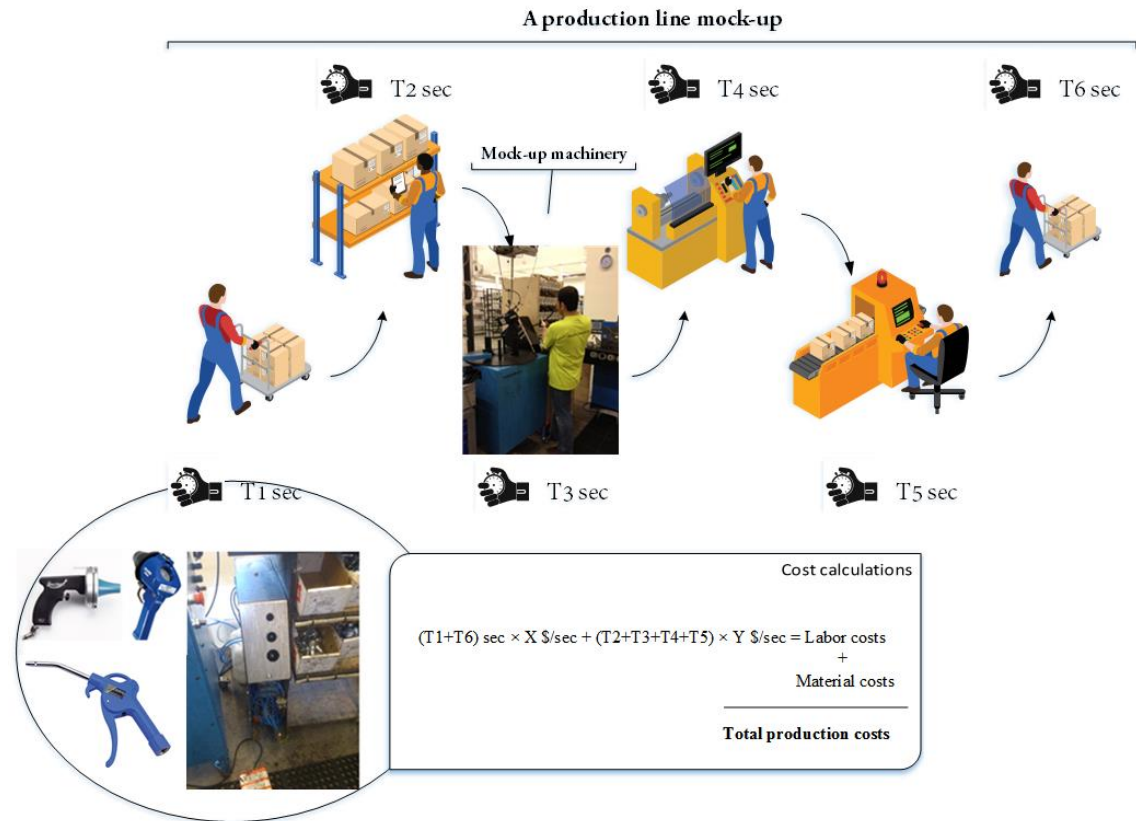 A production line mock-up
T2 sec
T4 sec
T6 sec
Mock-up machinery
T1 sec
T3 sec
T5 sec
Cost calculations
(T1+T6) sec × X $/sec + (T2+T3+T4+T5) × Y $/sec = Labor costs
+
Material costs
Total production costs